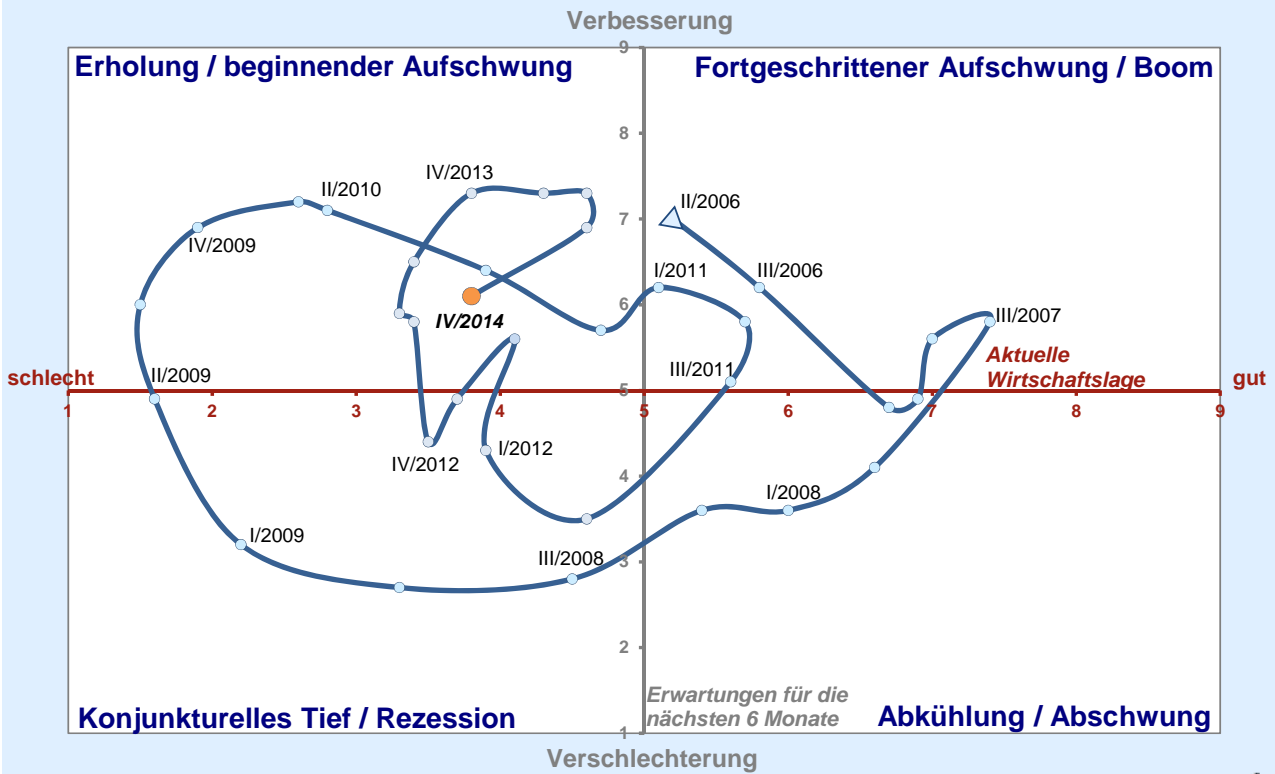 Verbesserung
9
Erholung / beginnender Aufschwung
Fortgeschrittener Aufschwung / Boom
8
IV/2013
II/2010
II/2006
7
IV/2009
I/2011
III/2006
6
IV/2014
III/2007
Aktuelle
Wirtschaftslage
II/2009
III/2011
schlecht
5
gut
1 2 3 4 5 6 7 8 9
I/2012
IV/2012
4
I/2008
I/2009
III/2008
3
2
Erwartungen für die
nächsten 6 Monate
Konjunkturelles Tief / Rezession
Abkühlung / Abschwung
1
Verschlechterung